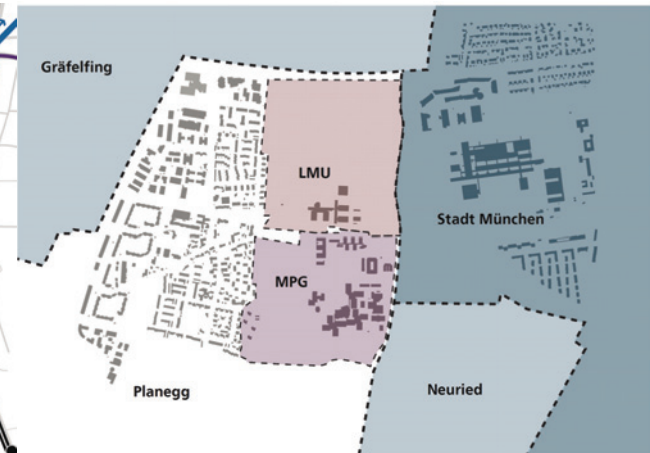 Gräfelfing
LMU
Stadt München
MPG
Planegg
Neuried